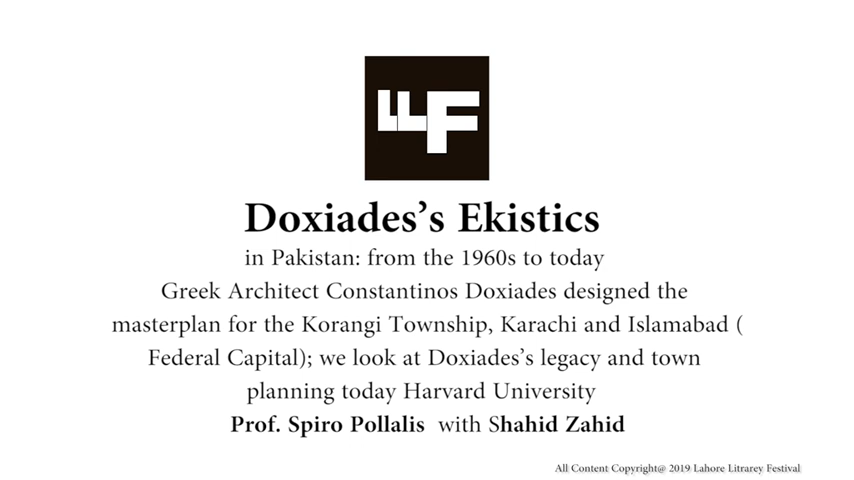 LLF
Doxiades’s Ekistics
in Pakistan: from the 1960s to today
Greek Architect Constantinos Doxiades designed the
masterplan for the Korangi Township, Karachi and Islamabad (
Federal Capital); we look at Doxiades’s legacy and town
planning today Harvard University
Prof. Spiro Pollalis with Shahid Zahid
All Content Copyright@ 2019 Lahore Litrarey Festival